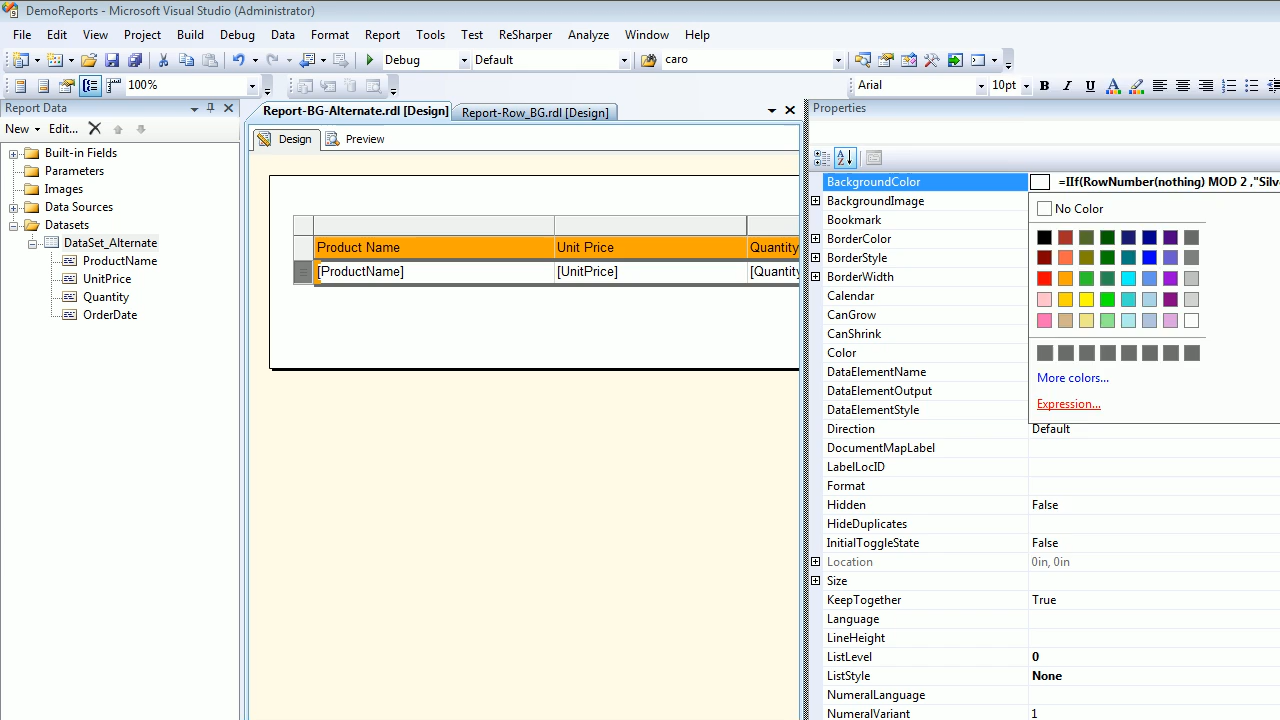 DemoReports - Microsoft Visual Studio (Administrator)
File Edit View Project Build Debug Data Format Report Tools Test ReSharper Analyze Window Help
Debug Default caro
100% Arial 10pt B I U A
Report Data
New Edit...
Built-in Fields
Parameters
Images
Data Sources
Datasets
DataSet_Alternate
ProductName
UnitPrice
Quantity
OrderDate
Report-BG-Alternate.rdl [Design] Report-Row_BG.rdl [Design]
Design Preview
Product Name Unit Price Quantity
[ProductName] [UnitPrice] [Quantity
Properties
BackgroundColor =IIf(RowNumber(nothing) MOD 2 ,"Silv
BackgroundImage
Bookmark
BorderColor
BorderStyle
BorderWidth
Calendar
CanGrow
CanShrink
Color
DataElementName
DataElementOutput
DataElementStyle
Direction Default
DocumentMapLabel
LabelLocID
Format
Hidden False
HideDuplicates
InitialToggleState False
Location 0in, 0in
Size
KeepTogether True
Language
LineHeight
ListLevel 0
ListStyle None
NumeralLanguage
NumeralVariant 1
No Color
More colors...
Expression...